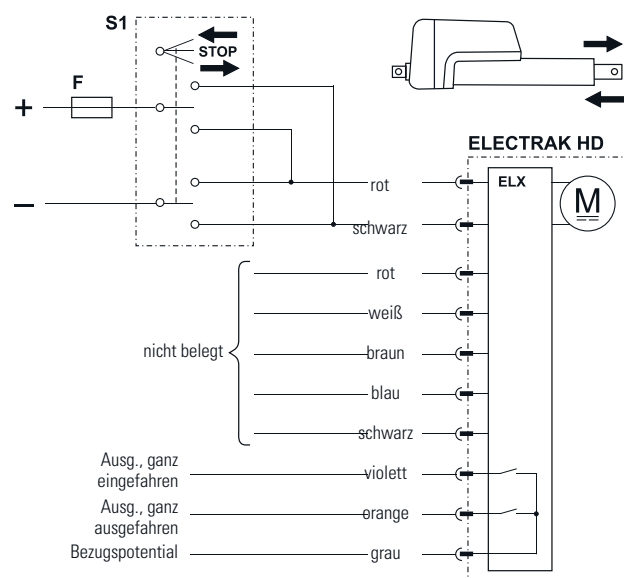 S1
STOP
F
+
−
ELECTRAK HD
ELX
M
rot
schwarz
rot
weiß
nicht belegt
braun
blau
schwarz
Ausg., ganz
eingefahren
violett
Ausg., ganz
ausgefahren
orange
Bezugspotential
grau